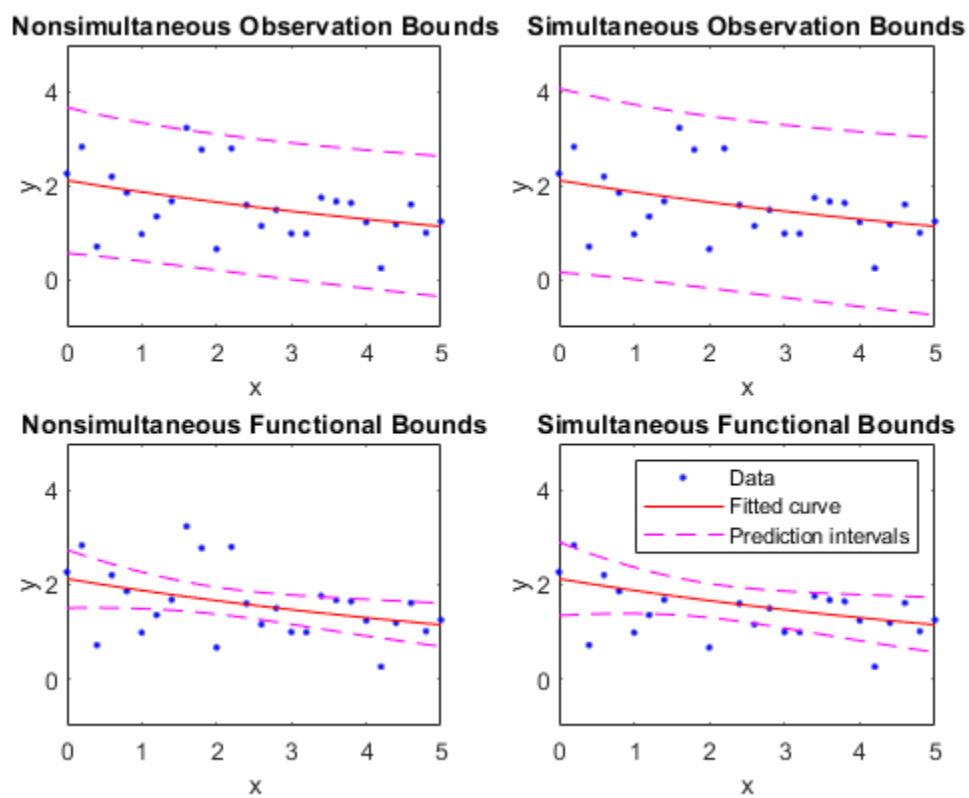 Nonsimultaneous Observation Bounds
4
2
0
y
0 1 2 3 4 5
x
Simultaneous Observation Bounds
4
2
0
y
0 1 2 3 4 5
x
Nonsimultaneous Functional Bounds
4
2
0
y
0 1 2 3 4 5
x
Simultaneous Functional Bounds
Data
Fitted curve
Prediction intervals
4
2
0
y
0 1 2 3 4 5
x